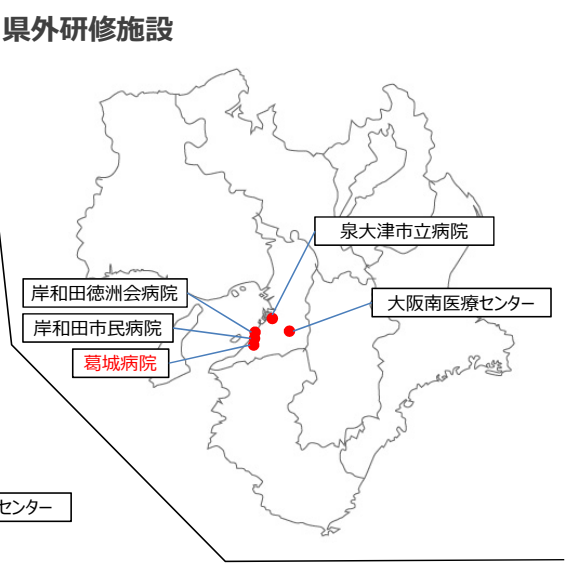 県外研修施設
泉大津市立病院
岸和田徳洲会病院
大阪南医療センター
岸和田市民病院
葛城病院
センター